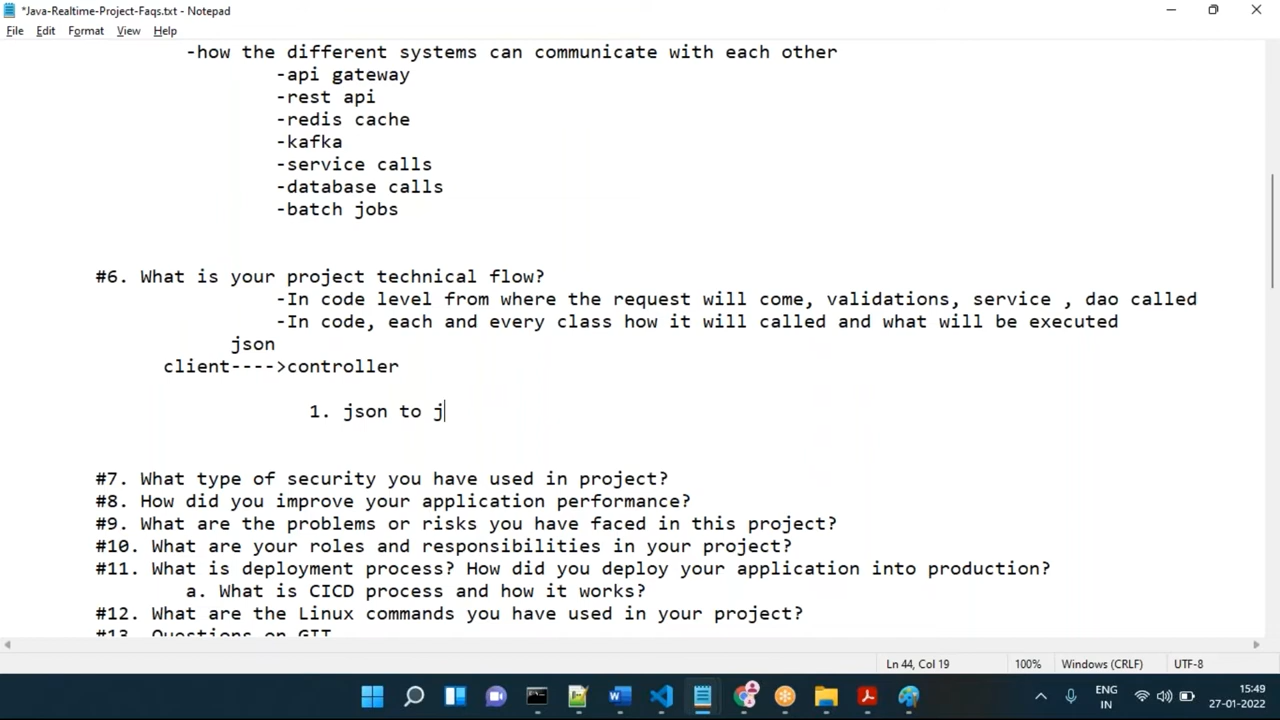 *Java-Realtime-Project-Faqs.txt - Notepad
File Edit Format View Help
-how the different systems can communicate with each other
-api gateway
-rest api
-redis cache
-kafka
-service calls
-database calls
-batch jobs
#6. What is your project technical flow?
-In code level from where the request will come, validations, service , dao called
-In code, each and every class how it will called and what will be executed
json
client---->controller
1. json to j
#7. What type of security you have used in project?
#8. How did you improve your application performance?
#9. What are the problems or risks you have faced in this project?
#10. What are your roles and responsibilities in your project?
#11. What is deployment process? How did you deploy your application into production?
a. What is CICD process and how it works?
#12. What are the Linux commands you have used in your project?
#13. Questions on GIT
Ln 44, Col 19 100% Windows (CRLF) UTF-8
ENG 15:49
IN 27-01-2022